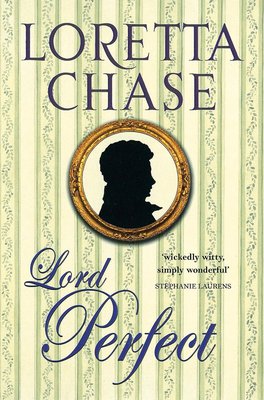 LORETTA
CHASE
'wickedly witty,
simply wonderful'
STEPHANIE LAURENS
Lord
Perfect